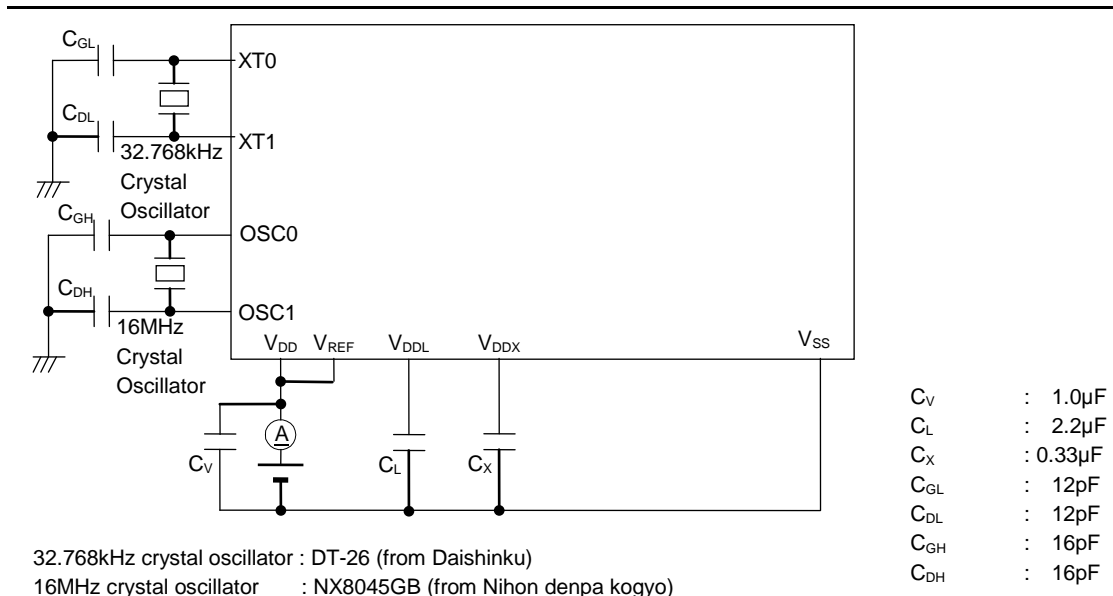 CGL
XT0
CDL
XT1
32.768kHz
Crystal
Oscillator
CGH
OSC0
CDH
OSC1
16MHz
Crystal
Oscillator
VDD VREF VDDL VDDX VSS
A
CV CL CX
CV : 1.0µF
CL : 2.2µF
CX : 0.33µF
CGL : 12pF
CDL : 12pF
CGH : 16pF
CDH : 16pF
32.768kHz crystal oscillator : DT-26 (from Daishinku)
16MHz crystal oscillator : NX8045GB (from Nihon denpa kogyo)